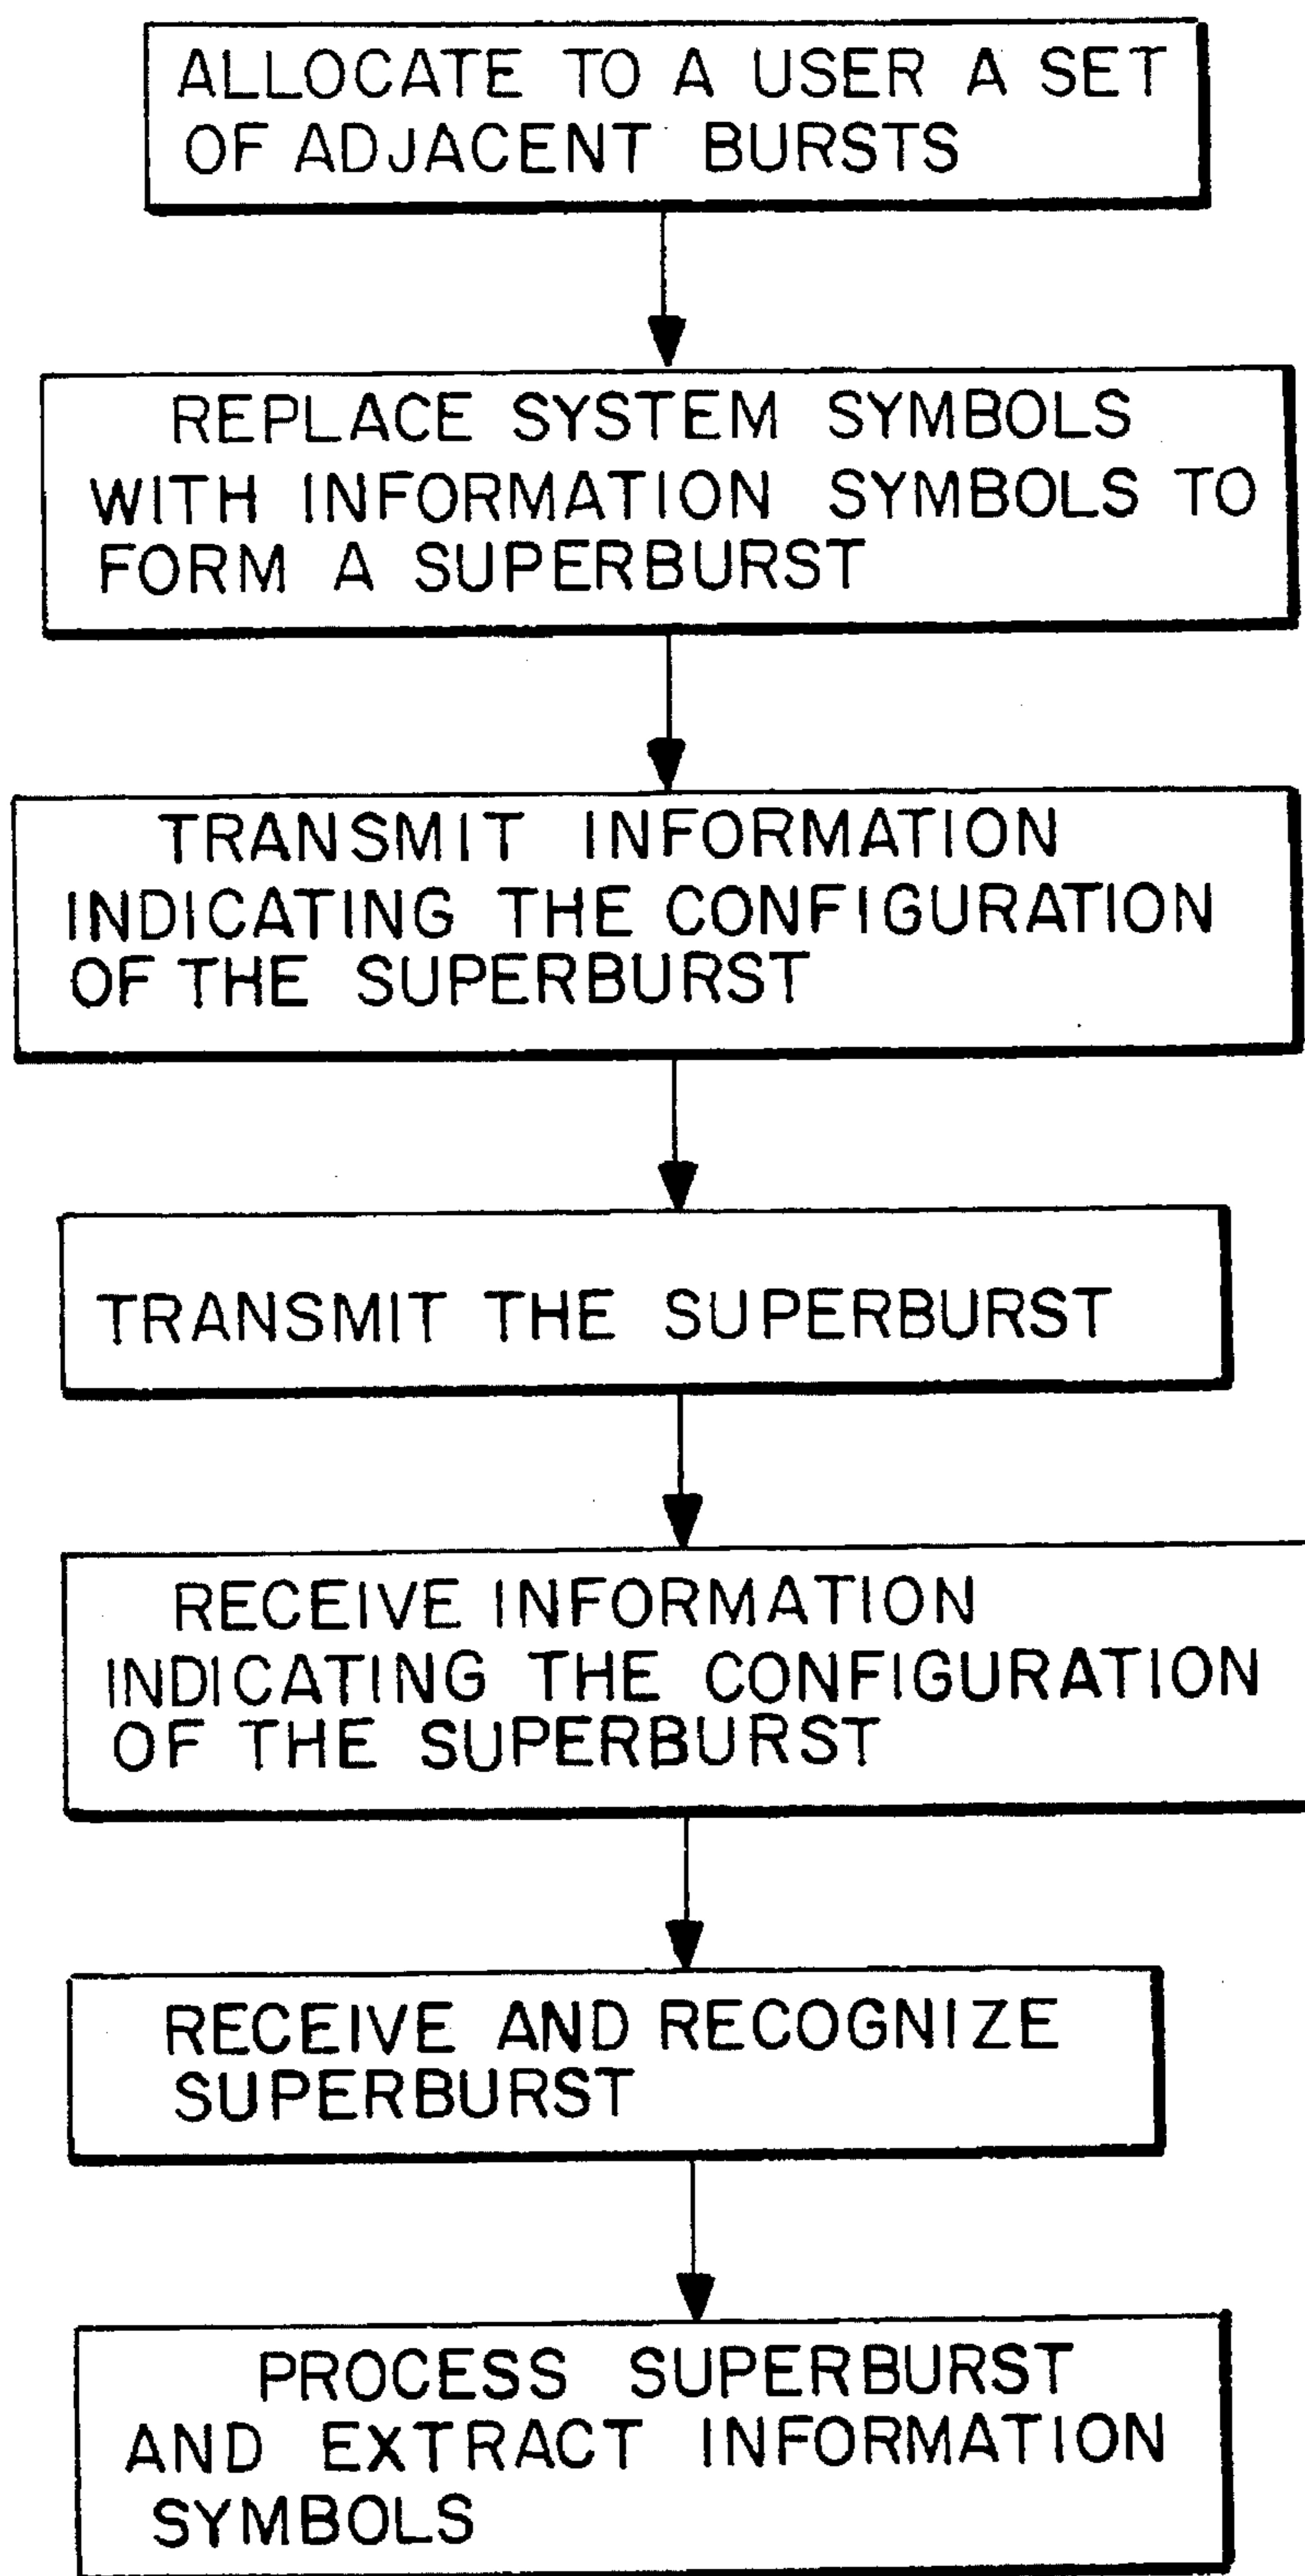 ALLOCATE TO A USER A SET
OF ADJACENT BURSTS
REPLACE SYSTEM SYMBOLS
WITH INFORMATION SYMBOLS TO
FORM A SUPERBURST
TRANSMIT INFORMATION
INDICATING THE CONFIGURATION
OF THE SUPERBURST
TRANSMIT THE SUPERBURST
RECEIVE INFORMATION
INDICATING THE CONFIGURATION
OF THE SUPERBURST
RECEIVE AND RECOGNIZE
SUPERBURST
PROCESS SUPERBURST
AND EXTRACT INFORMATION
SYMBOLS